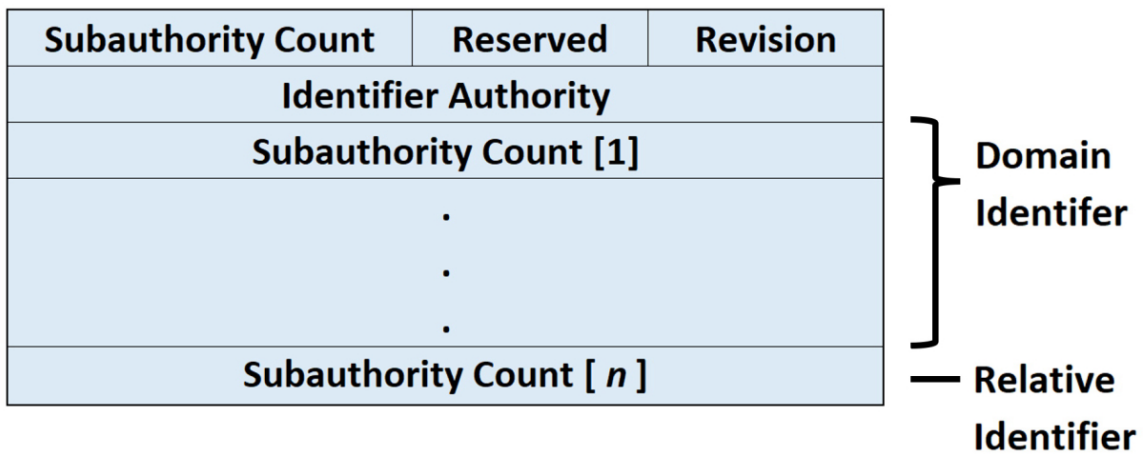 Subauthority Count Reserved Revision
Identifier Authority
Subauthority Count [1]
.
.
.
Subauthority Count [ n ]
Domain
Identifer
Relative
Identifier